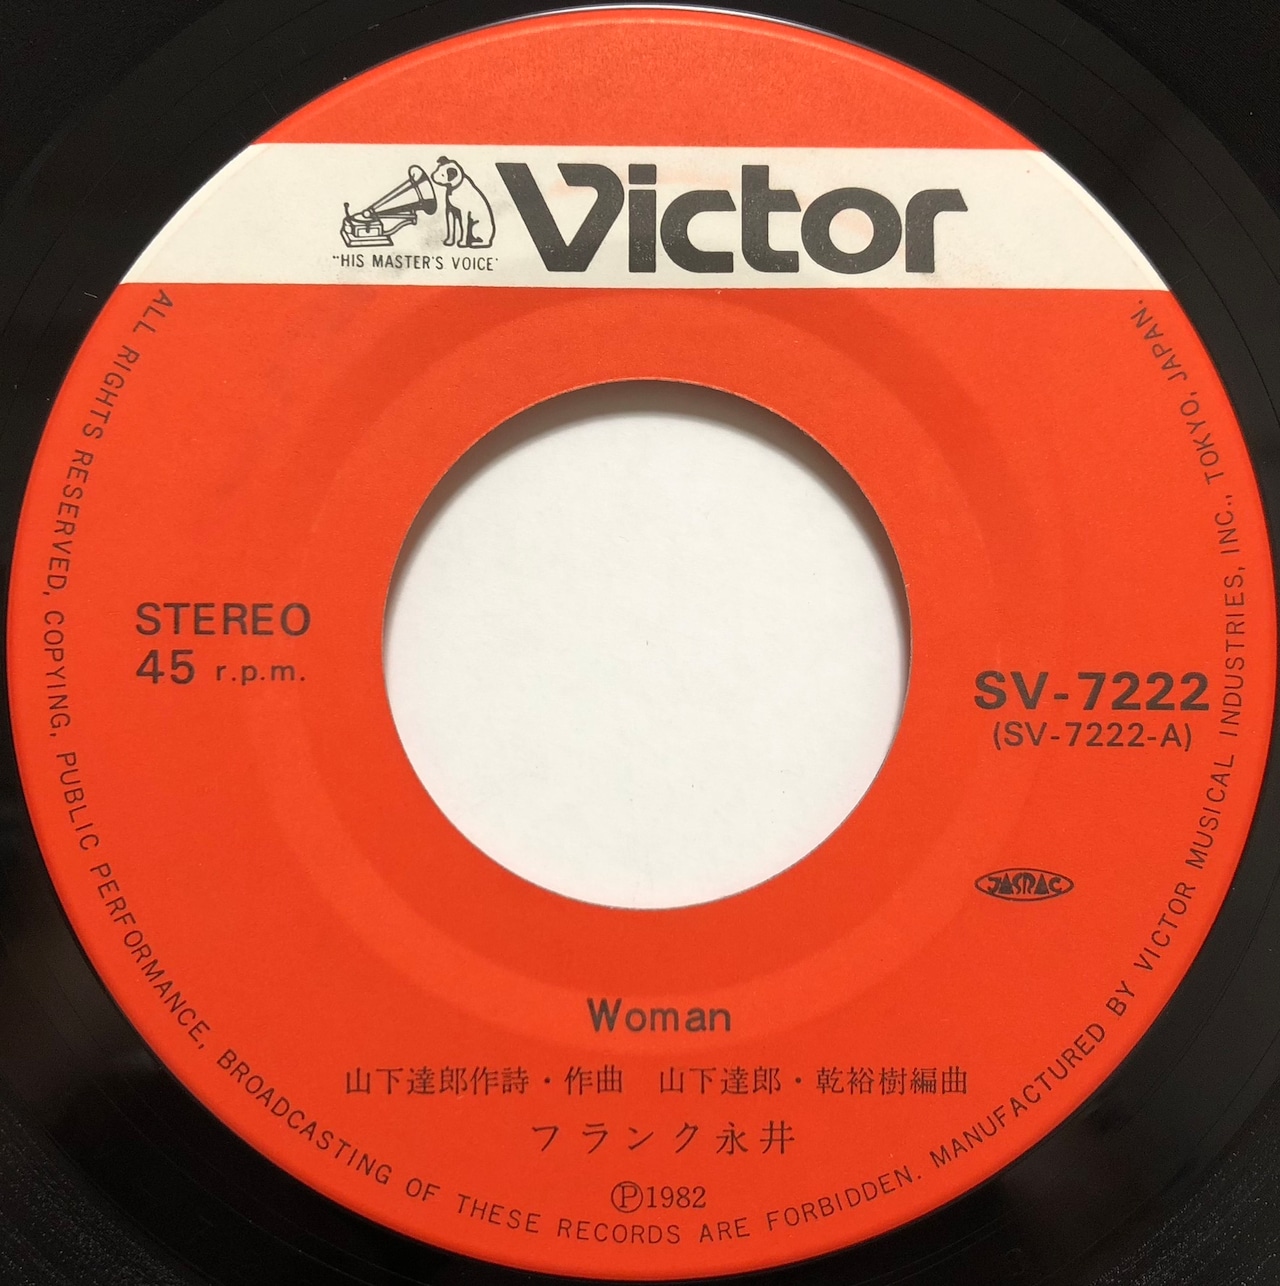 Victor
"HIS MASTER'S VOICE"
STEREO
45 r.p.m.
SV-7222
(SV-7222-A)
JASRAC
Woman
山下達郎作詩・作曲　山下達郎・乾裕樹編曲
フランク永井
Ⓟ1982
ALL RIGHTS RESERVED, COPYING, PUBLIC PERFORMANCE, BROADCASTING OF THESE RECORDS ARE FORBIDDEN. MANUFACTURED BY VICTOR MUSICAL INDUSTRIES, INC., TOKYO, JAPAN.